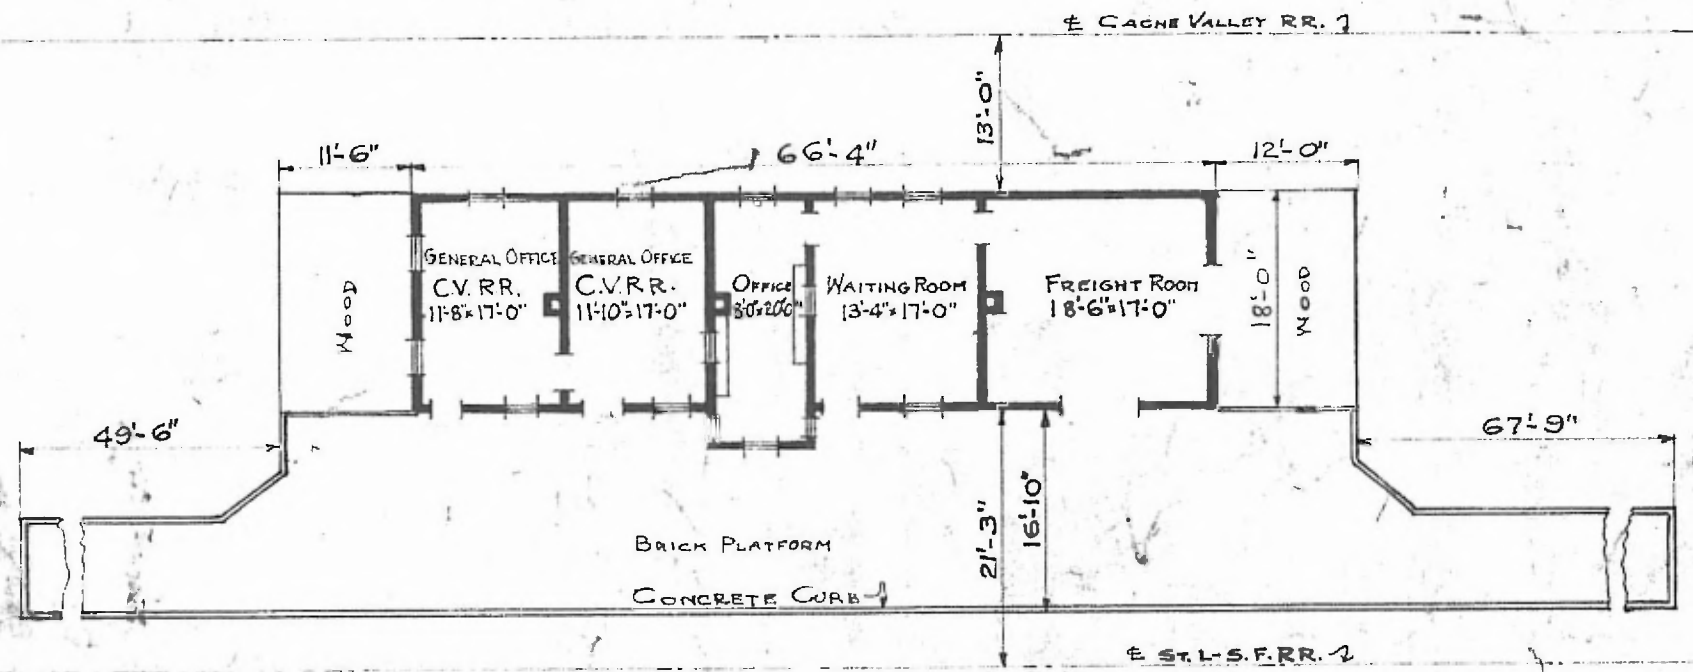 ℄ CACHE VALLEY RR.
13'-0"
11'-6"
66'-4"
12'-0"
GENERAL OFFICE
C.V. RR.
11'-8"x17'-0"
GENERAL OFFICE
C.V.RR.
11'-10"x17'-0"
OFFICE
WAITING ROOM
13'-4"x17'-0"
FREIGHT ROOM
18'-6"x17'-0"
WOOD
18'-0"
WOOD
49'-6"
67'-9"
21'-3"
16'-10"
BRICK PLATFORM
CONCRETE CURB
℄ ST. L-S.F.RR.